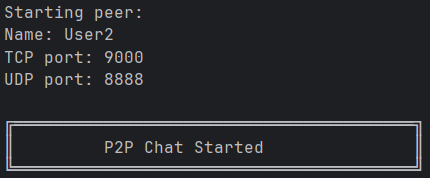 Starting peer:
Name: User2
TCP port: 9000
UDP port: 8888
P2P Chat Started